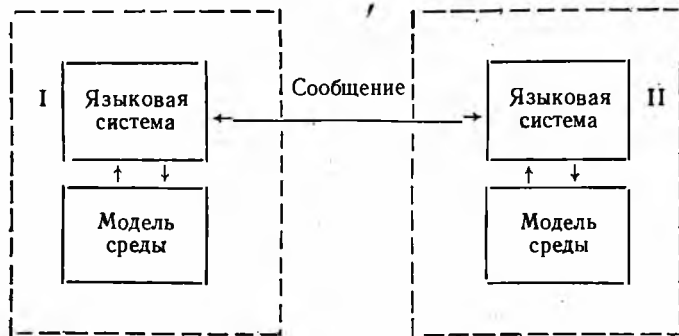 Сообщение
I
Языковая
система
Модель
среды
Языковая
система
II
Модель
среды